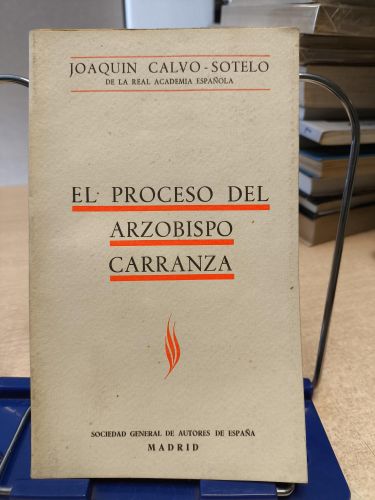 JOAQUIN CALVO-SOTELO
DE LA REAL ACADEMIA ESPAÑOLA
EL PROCESO DEL
ARZOBISPO
CARRANZA
SOCIEDAD GENERAL DE AUTORES DE ESPAÑA
MADRID